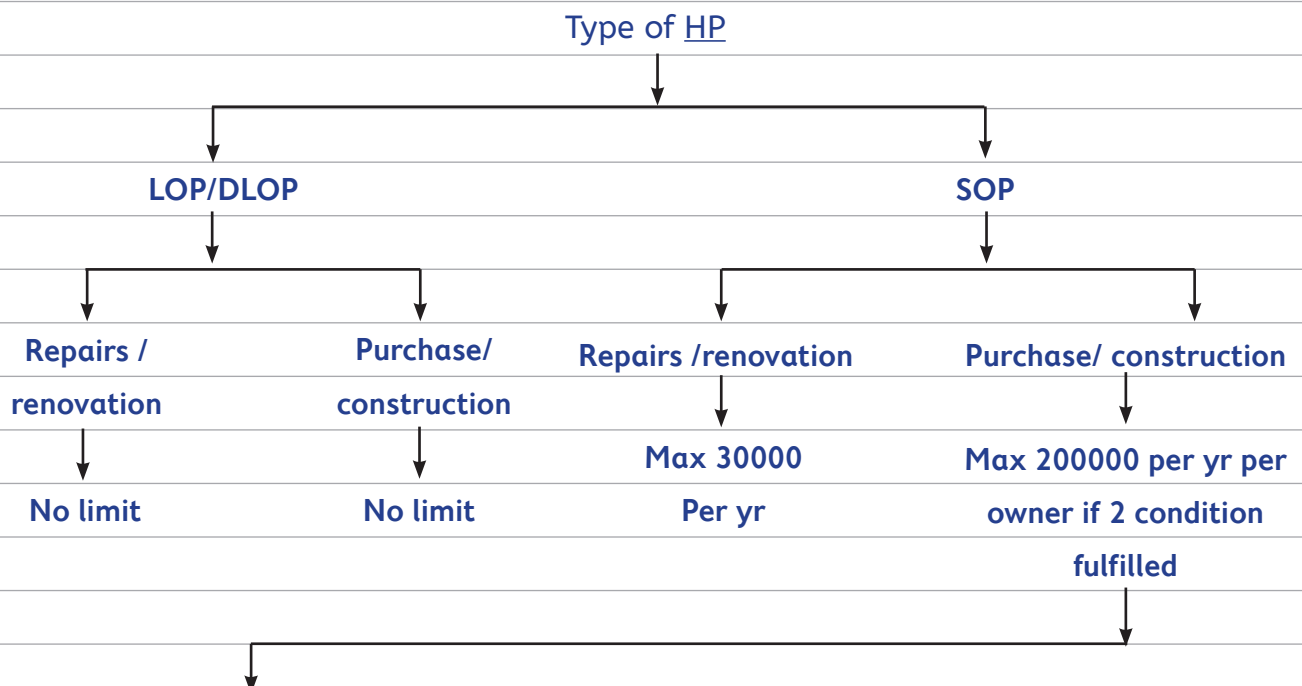 Type of HP
LOP/DLOP
SOP
Repairs /
renovation
No limit
Purchase/
construction
No limit
Repairs /renovation
Max 30000
Per yr
Purchase/ construction
Max 200000 per yr per
owner if 2 condition
fulfilled